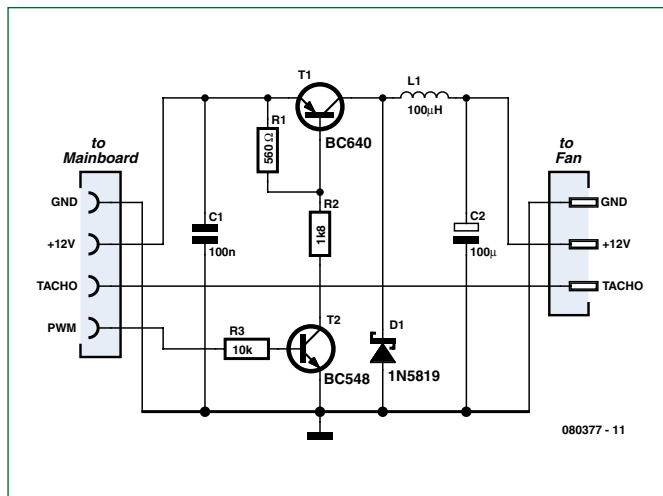 T1
BC640
R1
560 Ω
L1
100µH
to
Mainboard
GND
+12V
TACHO
PWM
C1
100n
R2
1k8
R3
10k
T2
BC548
D1
1N5819
C2
100µ
to
Fan
GND
+12V
TACHO
080377 - 11